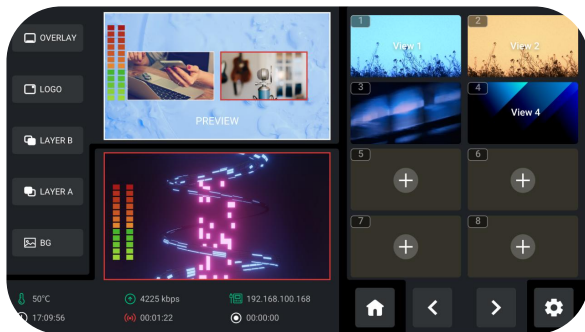 OVERLAY
LOGO
LAYER B
LAYER A
BG
PREVIEW
50°C
4225 kbps
192.168.100.168
17:09:56
00:01:22
00:00:00
1
View 1
2
View 2
3
4
View 4
5
6
7
8